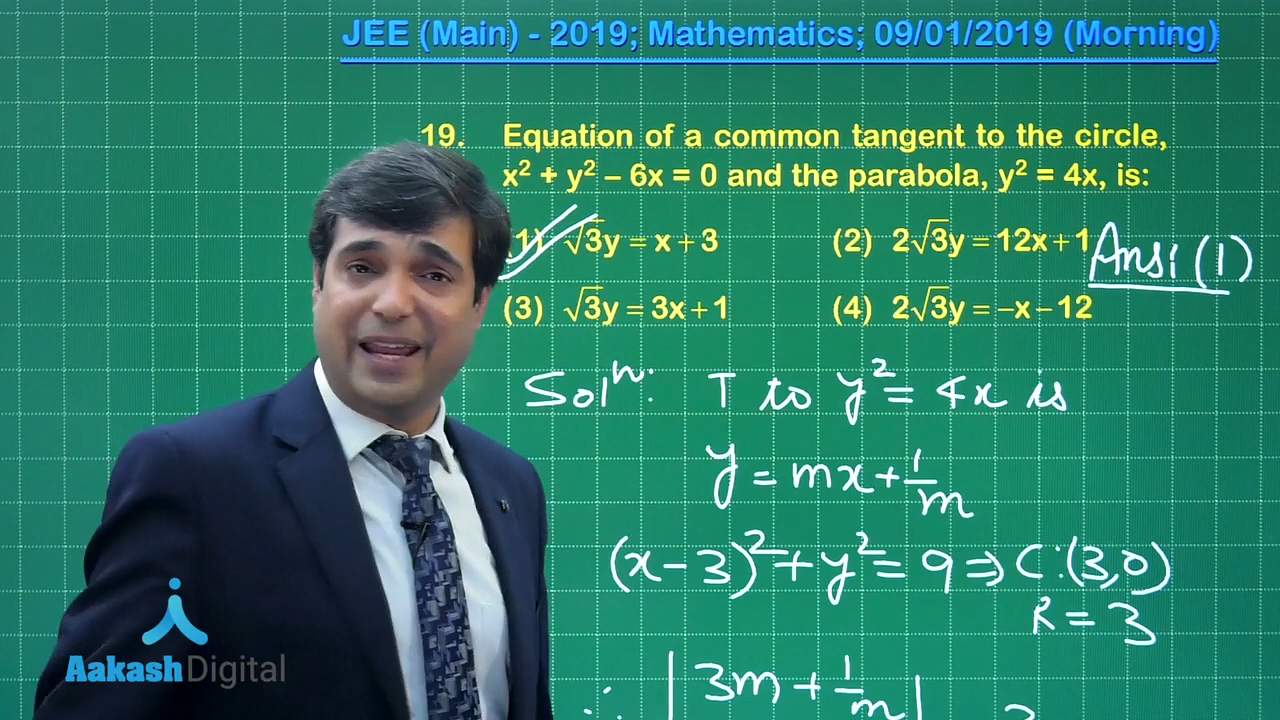 JEE (Main) - 2019; Mathematics; 09/01/2019 (Morning)
19. Equation of a common tangent to the circle,
x² + y² – 6x = 0 and the parabola, y² = 4x, is:
(1) √3y = x + 3 (2) 2√3y = 12x + 1
Ans: (1)
(3) √3y = 3x + 1 (4) 2√3y = –x – 12
Solⁿ: T to y² = 4x is
y = mx + 1/m
(x – 3)² + y² = 9 ⇒ C:(3,0)
R = 3
∴ | 3m + 1/m |
Aakash Digital